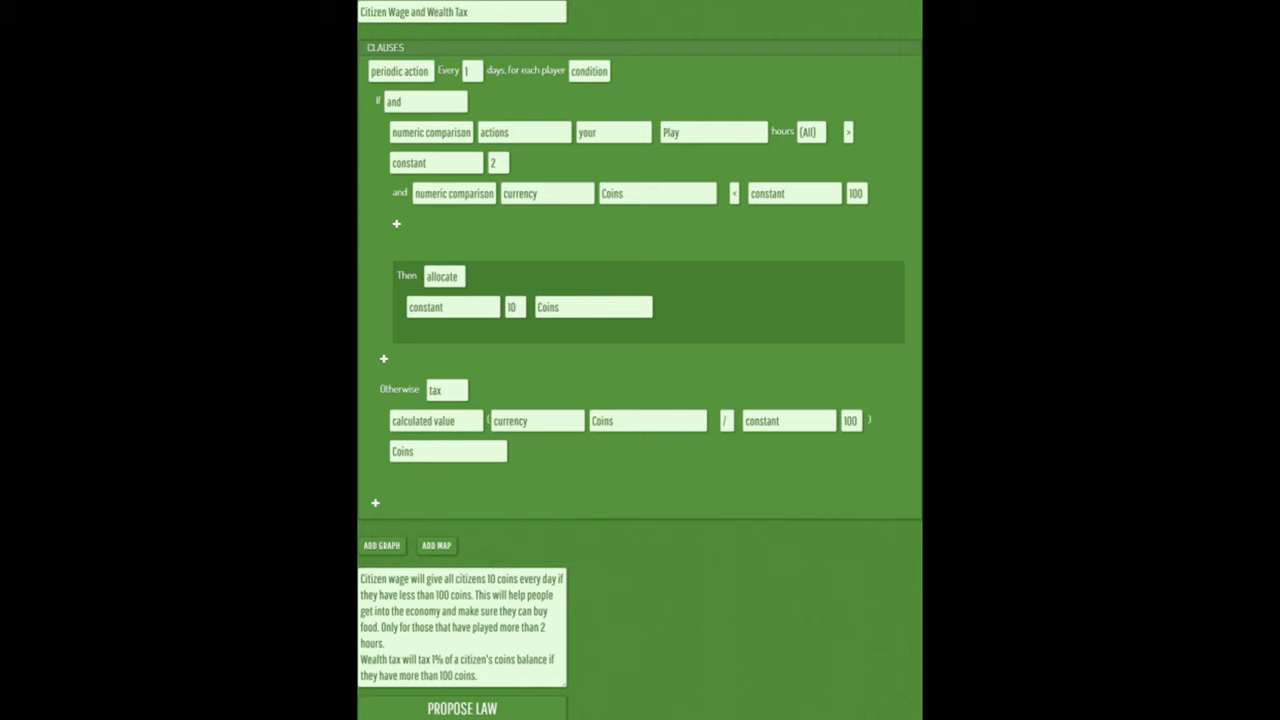 Citizen Wage and Wealth Tax
CLAUSES
periodic action Every 1 days, for each player condition
If and
numeric comparison actions your Play hours (All) >
constant 2
and numeric comparison currency Coins < constant 100
+
Then allocate
constant 10 Coins
+
Otherwise tax
calculated value ( currency Coins / constant 100 )
Coins
+
ADD GRAPH ADD MAP
Citizen wage will give all citizens 10 coins every day if
they have less than 100 coins. This will help people
get into the economy and make sure they can buy
food. Only for those that have played more than 2
hours.
Wealth tax will tax 1% of a citizen's coins balance if
they have more than 100 coins.
PROPOSE LAW